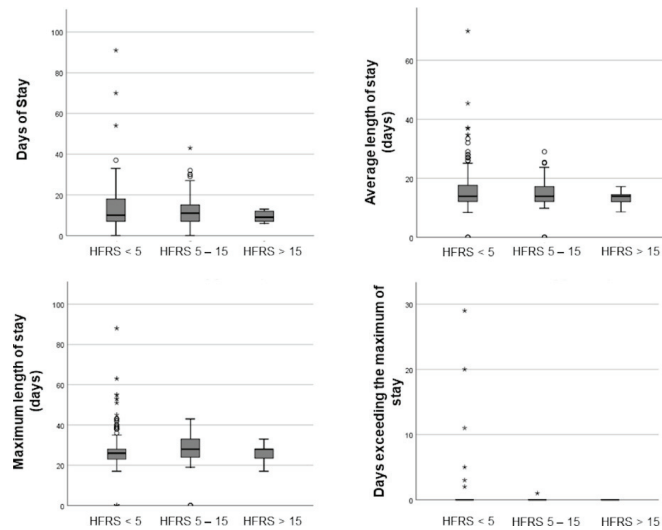 Days of Stay
100
80
60
40
20
0
HFRS < 5 HFRS 5 – 15 HFRS > 15
Average length of stay
(days)
60
40
20
0
HFRS < 5 HFRS 5 – 15 HFRS > 15
Maximum length of stay
(days)
100
80
60
40
20
0
HFRS < 5 HFRS 5 – 15 HFRS > 15
Days exceeding the maximum of
stay
30
20
10
0
HFRS < 5 HFRS 5 – 15 HFRS > 15